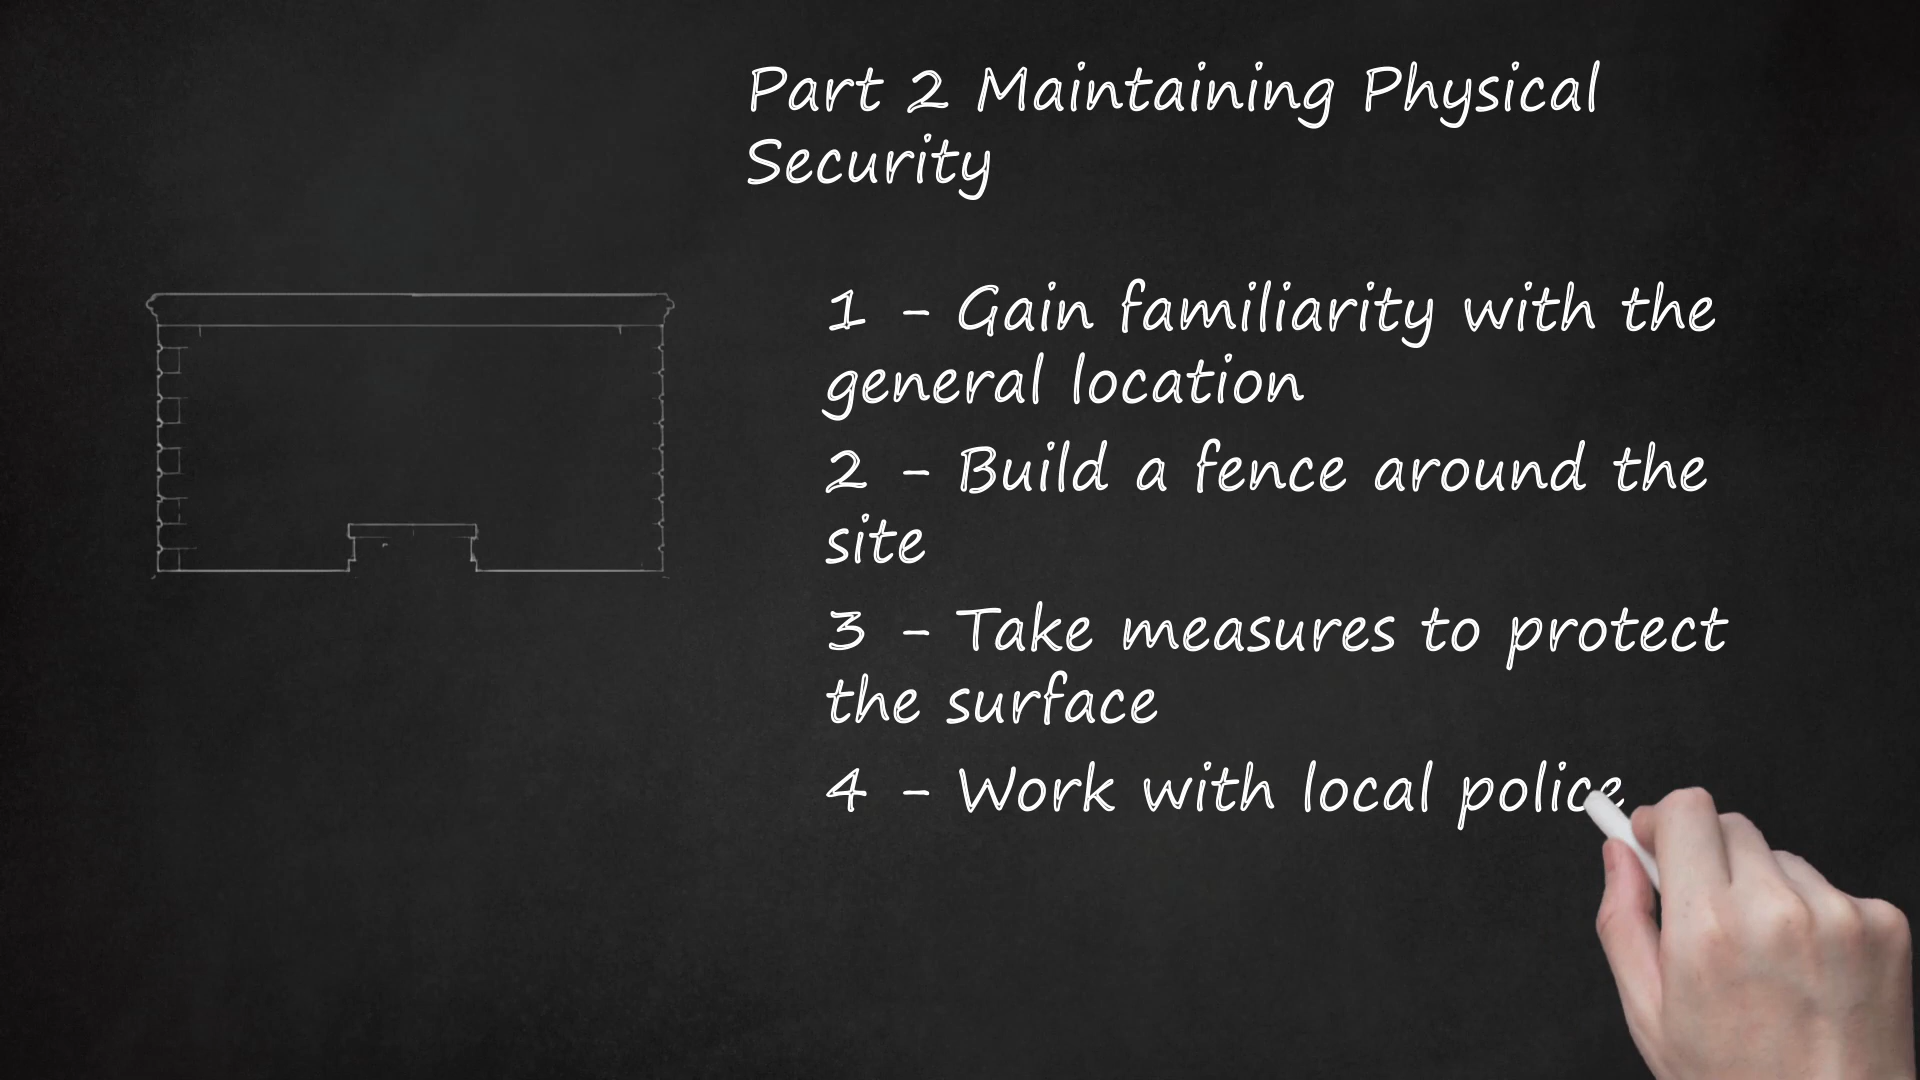 Part 2 Maintaining Physical
Security
1 - Gain familiarity with the
general location
2 - Build a fence around the
site
3 - Take measures to protect
the surface
4 - Work with local police